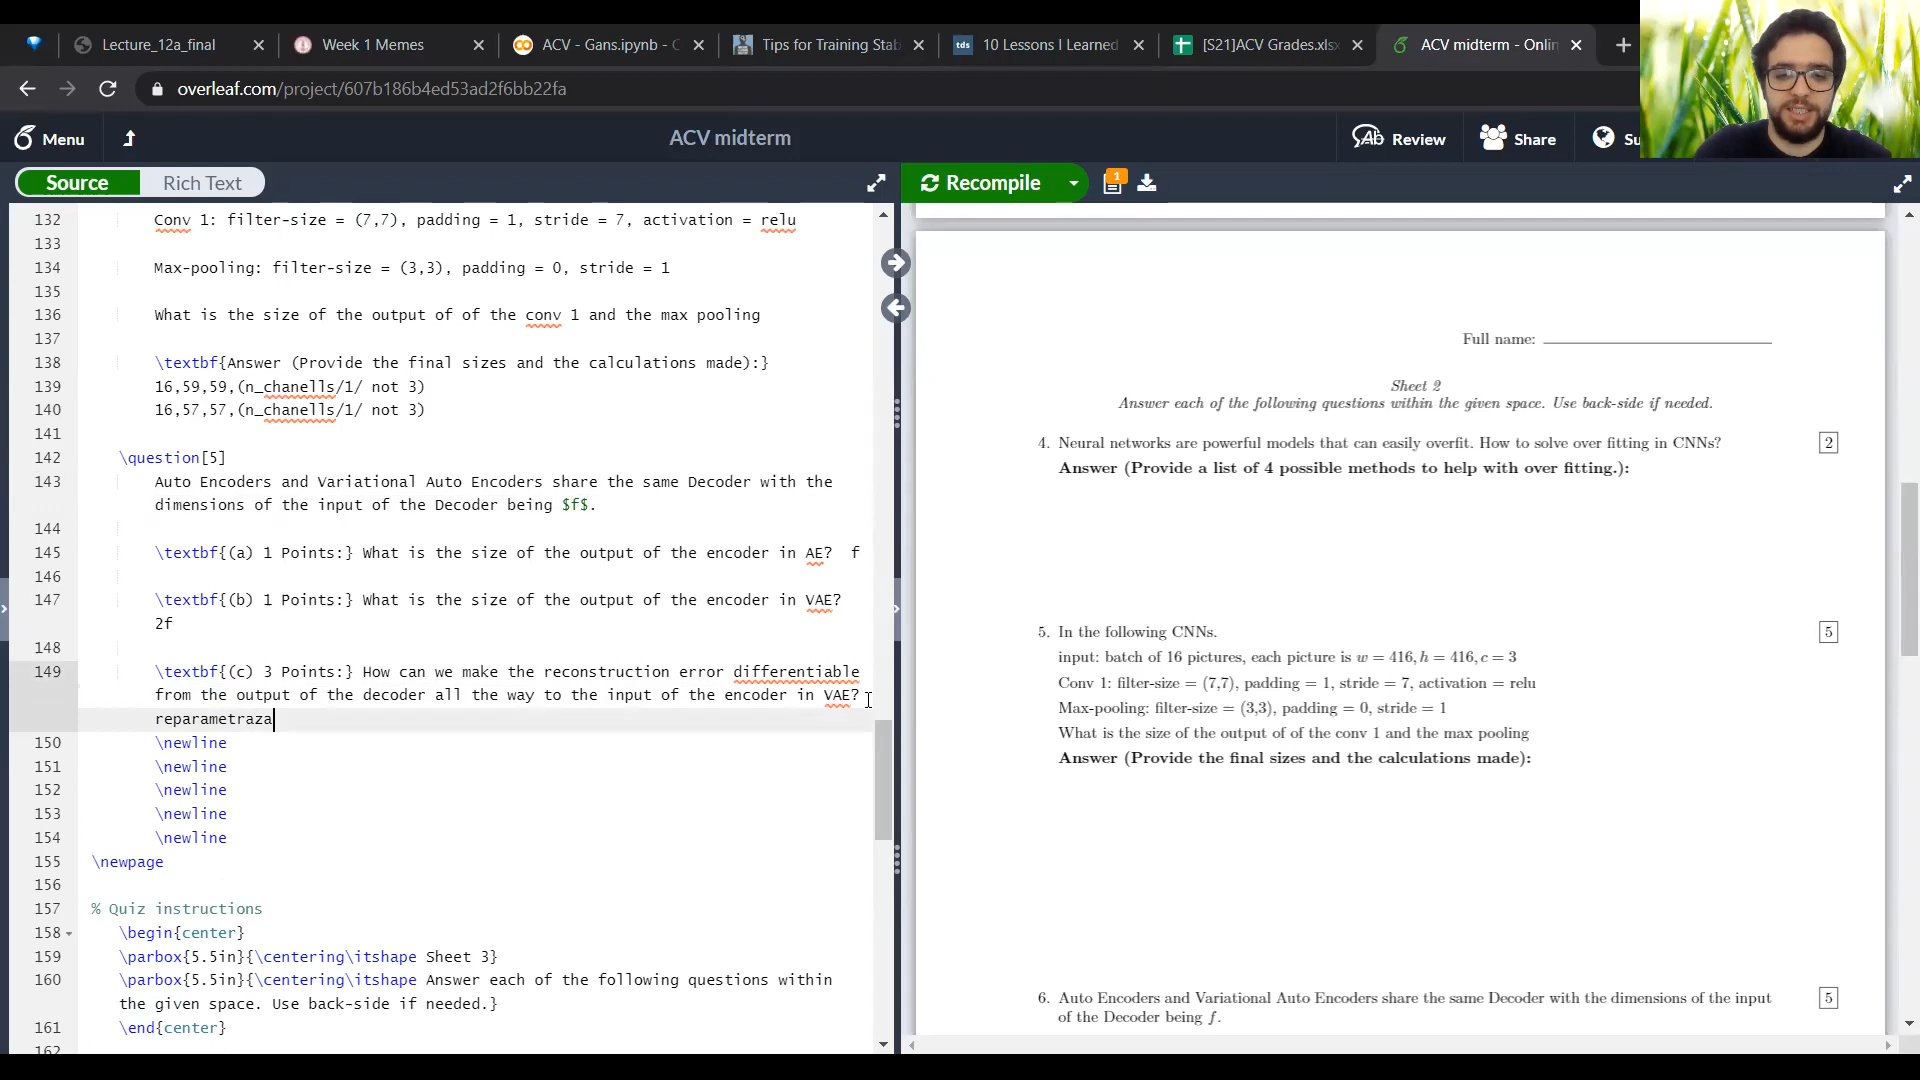 Lecture_12a_final
Week 1 Memes
ACV - Gans.ipynb - C
Tips for Training Stab
tds 10 Lessons I Learned
[S21]ACV Grades.xlsx
ACV midterm - Onlin
overleaf.com/project/607b186b4ed53ad2f6bb22fa
Menu
ACV midterm
Review
Share
Su
Source
Rich Text
Recompile
1
132 Conv 1: filter-size = (7,7), padding = 1, stride = 7, activation = relu
133
134 Max-pooling: filter-size = (3,3), padding = 0, stride = 1
135
136 What is the size of the output of of the conv 1 and the max pooling
137
138 \textbf{Answer (Provide the final sizes and the calculations made):}
139 16,59,59,(n_chanells/1/ not 3)
140 16,57,57,(n_chanells/1/ not 3)
141
142 \question[5]
143 Auto Encoders and Variational Auto Encoders share the same Decoder with the
dimensions of the input of the Decoder being $f$.
144
145 \textbf{(a) 1 Points:} What is the size of the output of the encoder in AE? f
146
147 \textbf{(b) 1 Points:} What is the size of the output of the encoder in VAE?
2f
148
149 \textbf{(c) 3 Points:} How can we make the reconstruction error differentiable
from the output of the decoder all the way to the input of the encoder in VAE?
reparametraza
150 \newline
151 \newline
152 \newline
153 \newline
154 \newline
155 \newpage
156
157 % Quiz instructions
158 \begin{center}
159 \parbox{5.5in}{\centering\itshape Sheet 3}
160 \parbox{5.5in}{\centering\itshape Answer each of the following questions within
the given space. Use back-side if needed.}
161 \end{center}
162
Full name:
Sheet 2
Answer each of the following questions within the given space. Use back-side if needed.
4. Neural networks are powerful models that can easily overfit. How to solve over fitting in CNNs? 2
Answer (Provide a list of 4 possible methods to help with over fitting.):
5. In the following CNNs. 5
input: batch of 16 pictures, each picture is w = 416, h = 416, c = 3
Conv 1: filter-size = (7,7), padding = 1, stride = 7, activation = relu
Max-pooling: filter-size = (3,3), padding = 0, stride = 1
What is the size of the output of of the conv 1 and the max pooling
Answer (Provide the final sizes and the calculations made):
6. Auto Encoders and Variational Auto Encoders share the same Decoder with the dimensions of the input 5
of the Decoder being f.